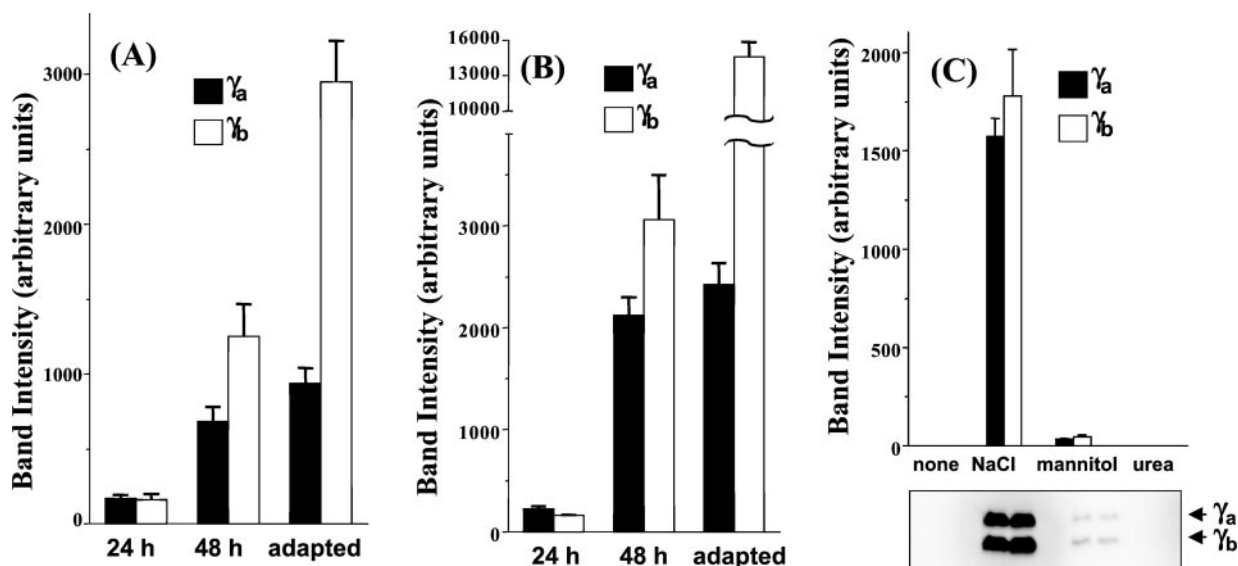 (A)
γa
γb
Band Intensity (arbitrary units)
3000
2000
1000
0
24 h 48 h adapted
(B)
γa
γb
Band Intensity (arbitrary units)
16000
14000
13000
10000
3000
2000
1000
0
24 h 48 h adapted
(C)
γa
γb
Band Intensity (arbitrary units)
2000
1500
1000
500
0
none NaCl mannitol urea
γa
γb